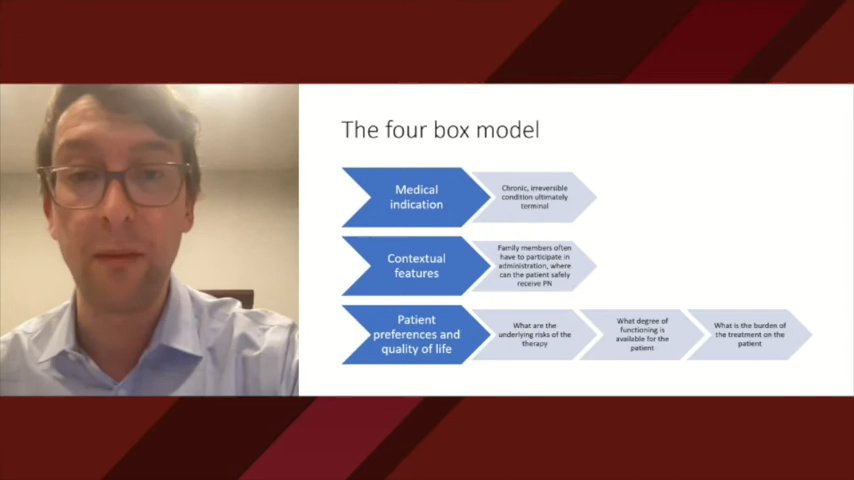 The four box model
Medical
indication
Chronic, irreversible
condition ultimately
terminal
Contextual
features
Family members often
have to participate in
administration, where
can the patient safely
receive PN
Patient
preferences and
quality of life
What are the
underlying risks of the
therapy
What degree of
functioning is
available for the
patient
What is the burden of
the treatment on the
patient